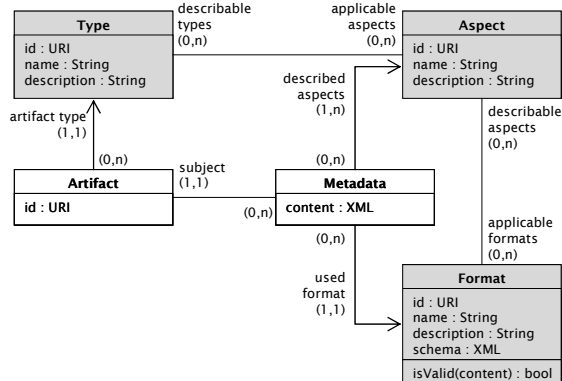 describable
types
(0,n)
applicable
aspects
(0,n)
Type
id : URI
name : String
description : String
Aspect
id : URI
name : String
description : String
described
aspects
(1,n)
artifact type
(1,1)
describable
aspects
(0,n)
(0,n)
subject
(1,1)
(0,n)
Artifact
id : URI
(0,n)
Metadata
content : XML
(0,n)
applicable
formats
(0,n)
used
format
(1,1)
Format
id : URI
name : String
description : String
schema : XML
isValid(content) : bool